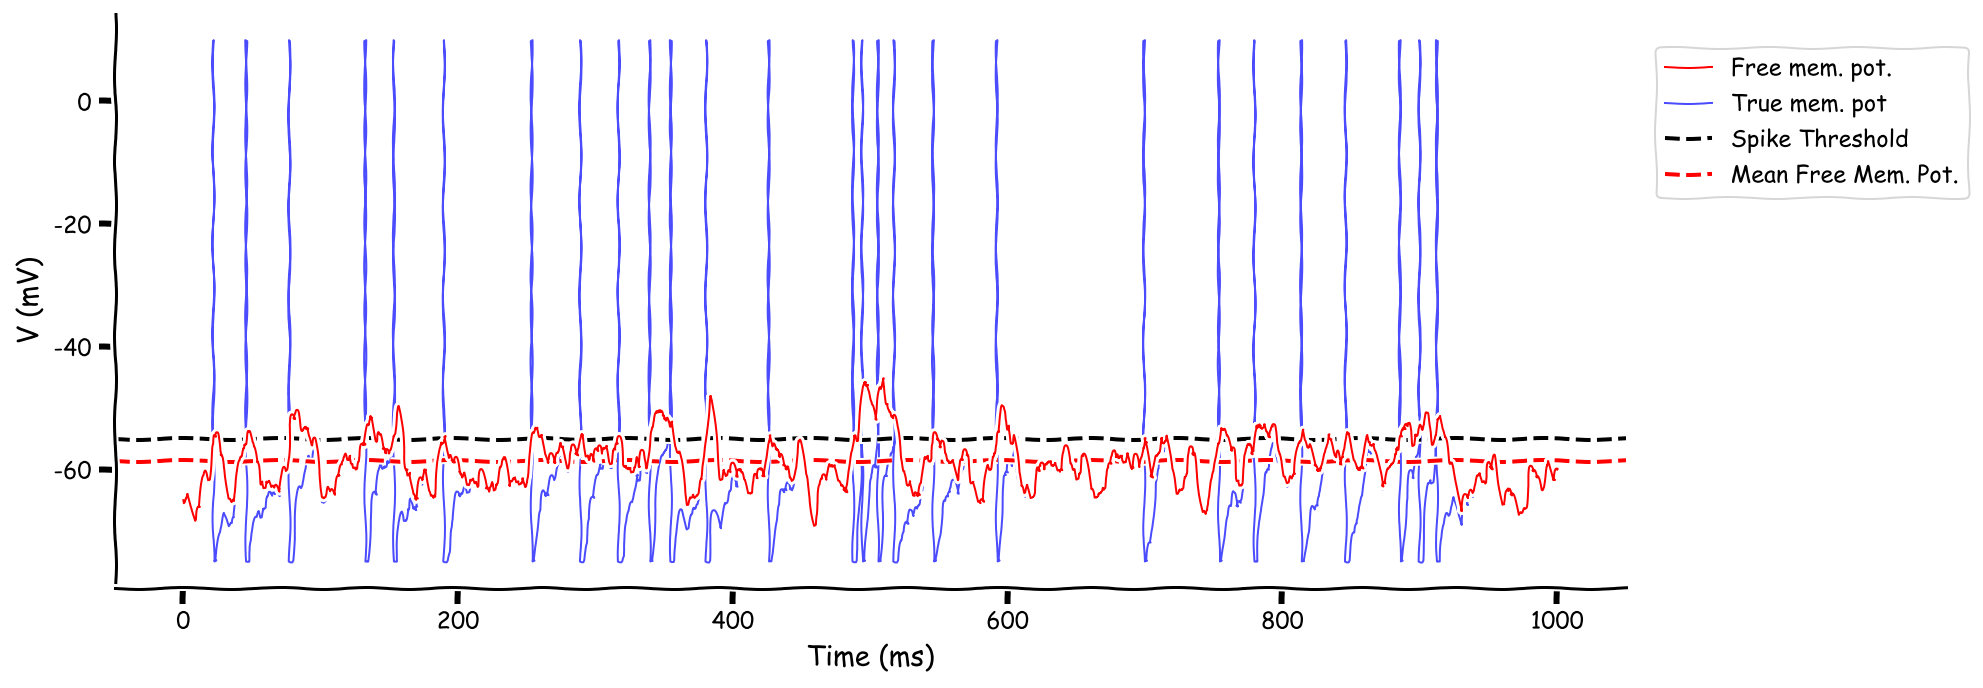 0
-20
-40
-60
V (mV)
0 200 400 600 800 1000
Time (ms)
Free mem. pot.
True mem. pot
Spike Threshold
Mean Free Mem. Pot.